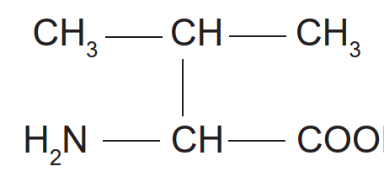 CH₃ — CH — CH₃
H₂N — CH — COO